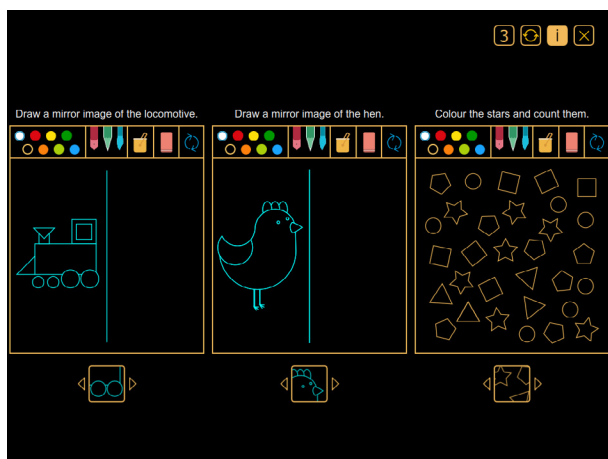 3 i
Draw a mirror image of the locomotive.
Draw a mirror image of the hen.
Colour the stars and count them.